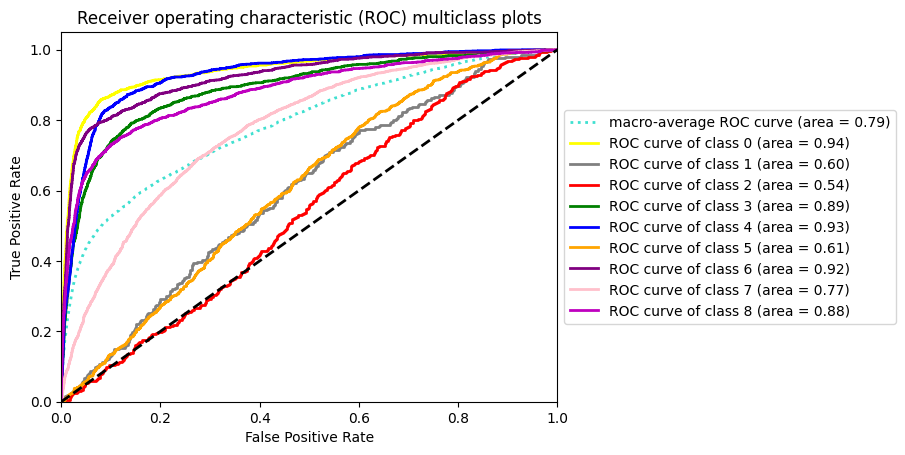 Receiver operating characteristic (ROC) multiclass plots
True Positive Rate
1.0
0.8
0.6
0.4
0.2
0.0
0.0 0.2 0.4 0.6 0.8 1.0
False Positive Rate
macro-average ROC curve (area = 0.79)
ROC curve of class 0 (area = 0.94)
ROC curve of class 1 (area = 0.60)
ROC curve of class 2 (area = 0.54)
ROC curve of class 3 (area = 0.89)
ROC curve of class 4 (area = 0.93)
ROC curve of class 5 (area = 0.61)
ROC curve of class 6 (area = 0.92)
ROC curve of class 7 (area = 0.77)
ROC curve of class 8 (area = 0.88)